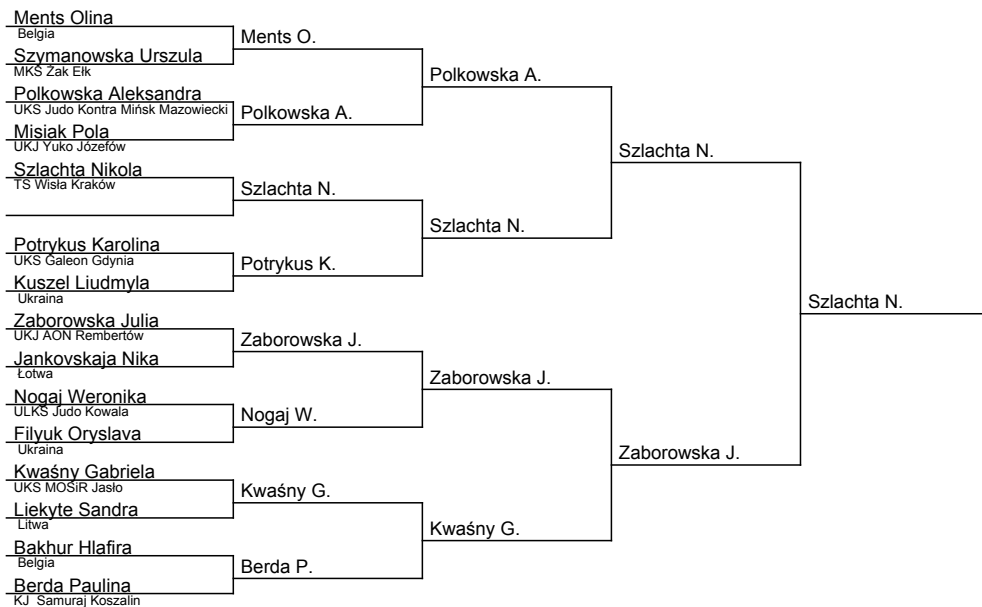 Ments Olina
Belgia
Szymanowska Urszula
MKS Żak Ełk
Polkowska Aleksandra
UKS Judo Kontra Mińsk Mazowiecki
Misiak Pola
UKJ Yuko Józefów
Szlachta Nikola
TS Wisła Kraków
Potrykus Karolina
UKS Galeon Gdynia
Kuszel Liudmyla
Ukraina
Zaborowska Julia
UKJ AON Rembertów
Jankovskaja Nika
Łotwa
Nogaj Weronika
ULKS Judo Kowala
Filyuk Oryslava
Ukraina
Kwaśny Gabriela
UKS MOSiR Jasło
Liekyte Sandra
Litwa
Bakhur Hlafira
Belgia
Berda Paulina
KJ Samuraj Koszalin
Ments O.
Polkowska A.
Szlachta N.
Potrykus K.
Zaborowska J.
Nogaj W.
Kwaśny G.
Berda P.
Polkowska A.
Szlachta N.
Zaborowska J.
Kwaśny G.
Szlachta N.
Zaborowska J.
Szlachta N.